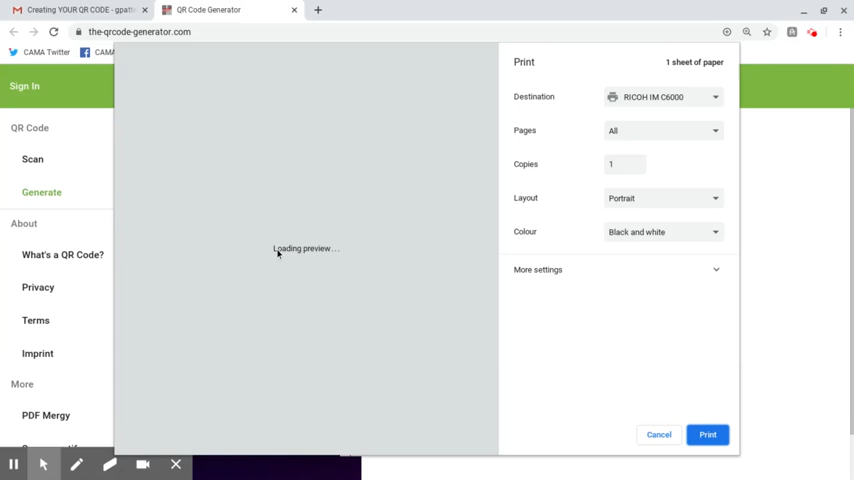 Creating YOUR QR CODE - gpatt
QR Code Generator
the-qrcode-generator.com
CAMA Twitter
CAMA
Sign In
QR Code
Scan
Generate
About
What's a QR Code?
Privacy
Terms
Imprint
More
PDF Mergy
Loading preview...
Print
1 sheet of paper
Destination
RICOH IM C6000
Pages
All
Copies
1
Layout
Portrait
Colour
Black and white
More settings
Cancel
Print